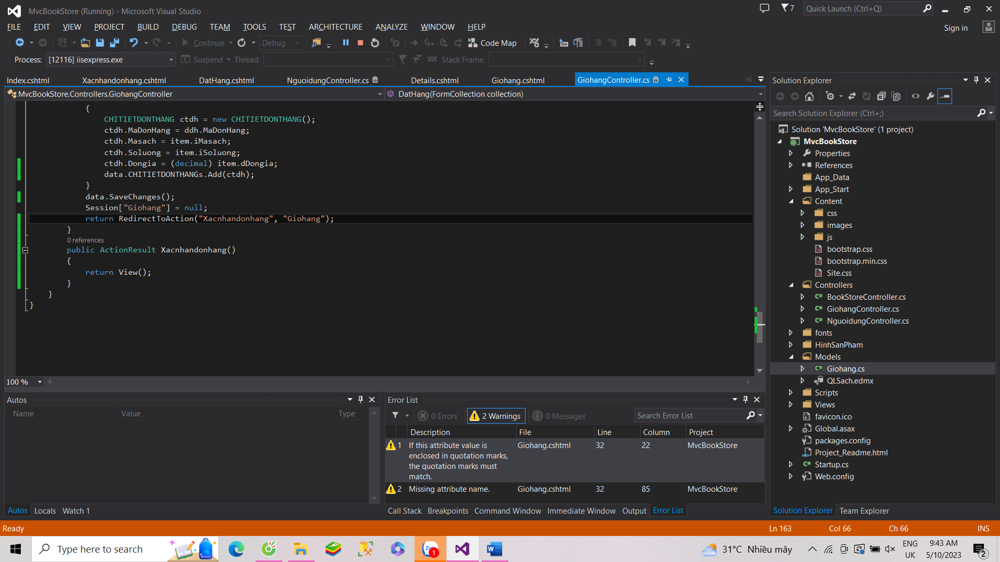 MvcBookStore (Running) - Microsoft Visual Studio
7
Quick Launch (Ctrl+Q)
FILE EDIT VIEW PROJECT BUILD DEBUG TEAM TOOLS TEST ARCHITECTURE ANALYZE WINDOW HELP
Sign in
Continue Debug Code Map
Process: [12116] iisexpress.exe Suspend Thread: Stack Frame:
Index.cshtml Xacnhandonhang.cshtml DatHang.cshtml NguoidungController.cs Details.cshtml Giohang.cshtml GiohangController.cs
MvcBookStore.Controllers.GiohangController DatHang(FormCollection collection)
{
CHITIETDONTHANG ctdh = new CHITIETDONTHANG();
ctdh.MaDonHang = ddh.MaDonHang;
ctdh.Masach = item.iMasach;
ctdh.Soluong = item.iSoluong;
ctdh.Dongia = (decimal) item.dDongia;
data.CHITIETDONTHANGs.Add(ctdh);
}
data.SaveChanges();
Session["Giohang"] = null;
return RedirectToAction("Xacnhandonhang", "Giohang");
}
0 references
public ActionResult Xacnhandonhang()
{
return View();
}
}
}
100 %
Autos
Name Value Type
Autos Locals Watch 1
Error List
0 Errors 2 Warnings 0 Messages Search Error List
Description File Line Column Project
1 If this attribute value is enclosed in quotation marks, the quotation marks must match. Giohang.cshtml 32 22 MvcBookStore
2 Missing attribute name. Giohang.cshtml 32 85 MvcBookStore
Call Stack Breakpoints Command Window Immediate Window Output Error List
Solution Explorer
Search Solution Explorer (Ctrl+;)
Solution 'MvcBookStore' (1 project)
MvcBookStore
Properties
References
App_Data
App_Start
Content
css
images
js
bootstrap.css
bootstrap.min.css
Site.css
Controllers
BookStoreController.cs
GiohangController.cs
NguoidungController.cs
fonts
HinhSanPham
Models
Giohang.cs
QLSach.edmx
Scripts
Views
favicon.ico
Global.asax
packages.config
Project_Readme.html
Startup.cs
Web.config
Solution Explorer Team Explorer
Ready Ln 163 Col 66 Ch 66 INS
Type here to search
1
31°C Nhiều mây
ENG
UK
9:43 AM
5/10/2023
2